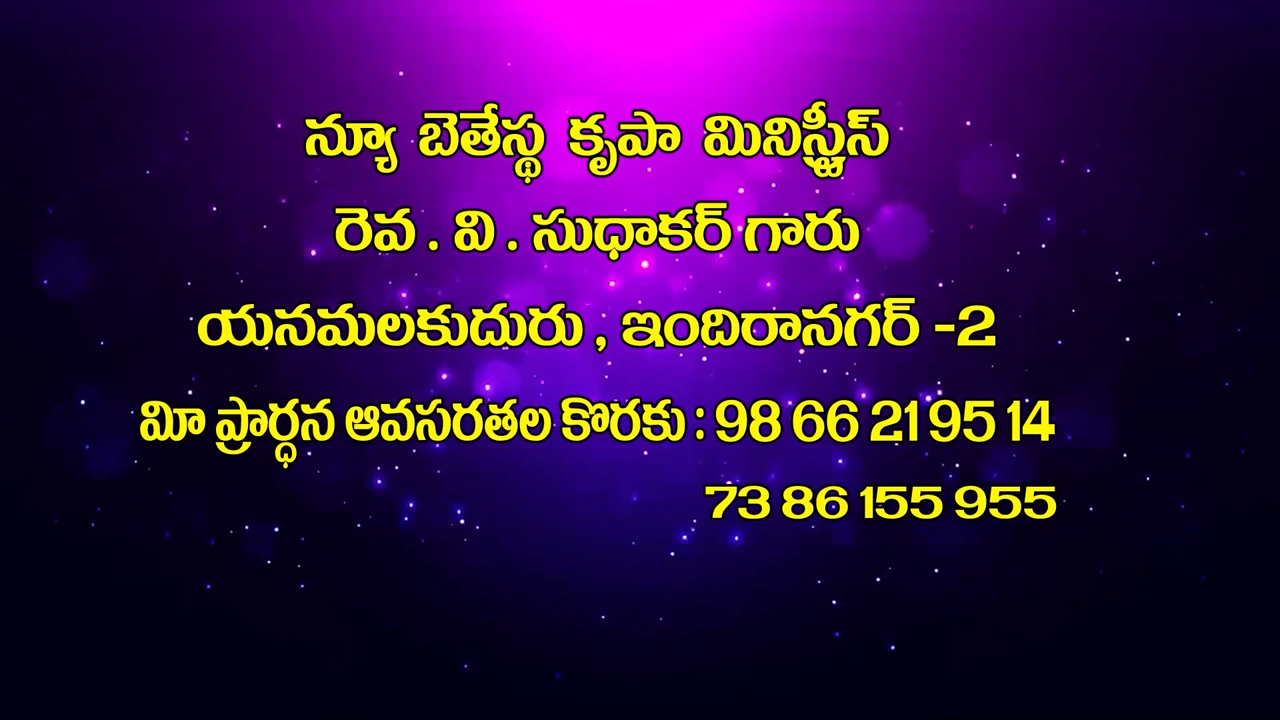 న్యూ బెతేస్థ కృపా మినిస్ట్రీస్
రెవ . వి . సుధాకర్ గారు
యనమలకుదురు , ఇందిరానగర్ -2
మీ ప్రార్ధన ఆవసరతల కొరకు : 98 66 21 95 14
73 86 155 955